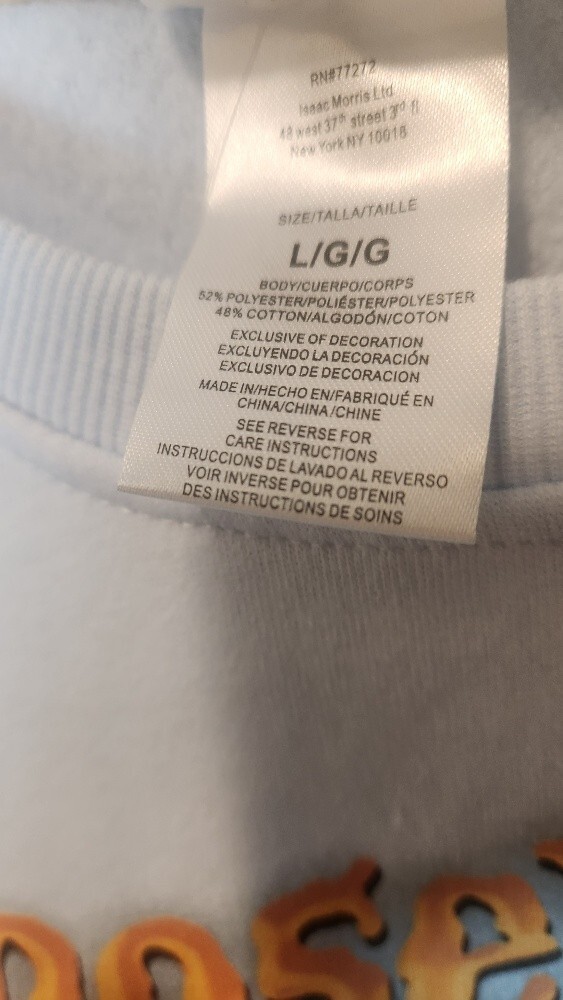 RN#77272
Isaac Morris Ltd
48 west 37th street 3rd fl
New York NY 10018
SIZE/TALLA/TAILLE
L/G/G
BODY/CUERPO/CORPS
52% POLYESTER/POLIÉSTER/POLYESTER
48% COTTON/ALGODÓN/COTON
EXCLUSIVE OF DECORATION
EXCLUYENDO LA DECORACIÓN
EXCLUSIVO DE DECORACION
MADE IN/HECHO EN/FABRIQUÉ EN
CHINA/CHINA/CHINE
SEE REVERSE FOR
CARE INSTRUCTIONS
INSTRUCCIONS DE LAVADO AL REVERSO
VOIR INVERSE POUR OBTENIR
DES INSTRUCTIONS DE SOINS